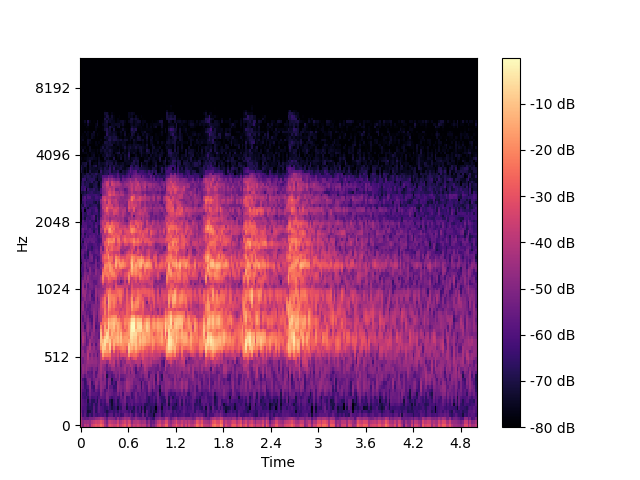 8192
4096
2048
1024
512
0
Hz
0 0.6 1.2 1.8 2.4 3 3.6 4.2 4.8
Time
-10 dB
-20 dB
-30 dB
-40 dB
-50 dB
-60 dB
-70 dB
-80 dB